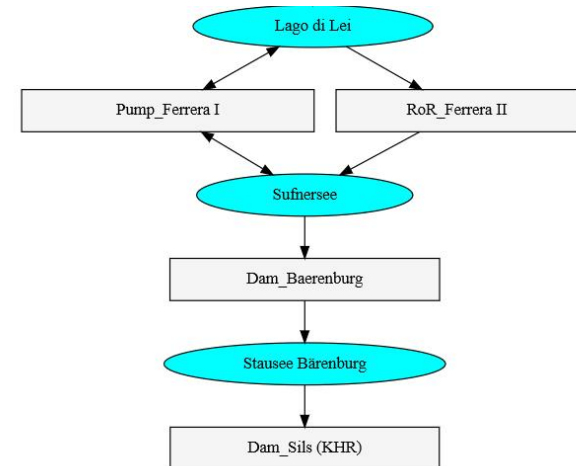 Lago di Lei
Pump_Ferrera I
RoR_Ferrera II
Sufnersee
Dam_Baerenburg
Stausee Bärenburg
Dam_Sils (KHR)